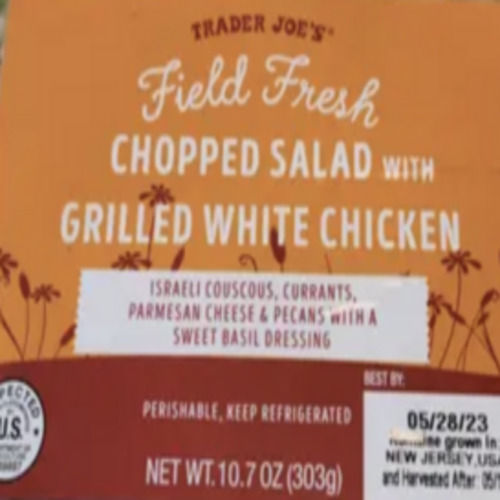 TRADER JOE'S
Field Fresh
CHOPPED SALAD WITH
GRILLED WHITE CHICKEN
ISRAELI COUSCOUS, CURRANTS,
PARMESAN CHEESE & PECANS WITH A
SWEET BASIL DRESSING
BEST BY:
PERISHABLE, KEEP REFRIGERATED
05/28/23
grown in
NEW JERSEY, USA
and Harvested After: 05/
NET WT. 10.7 OZ (303g)
U.S.